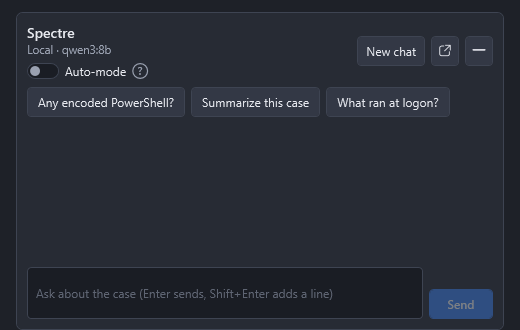 Spectre
Local · qwen3:8b
New chat
Auto-mode ?
Any encoded PowerShell? Summarize this case What ran at logon?
Ask about the case (Enter sends, Shift+Enter adds a line)
Send